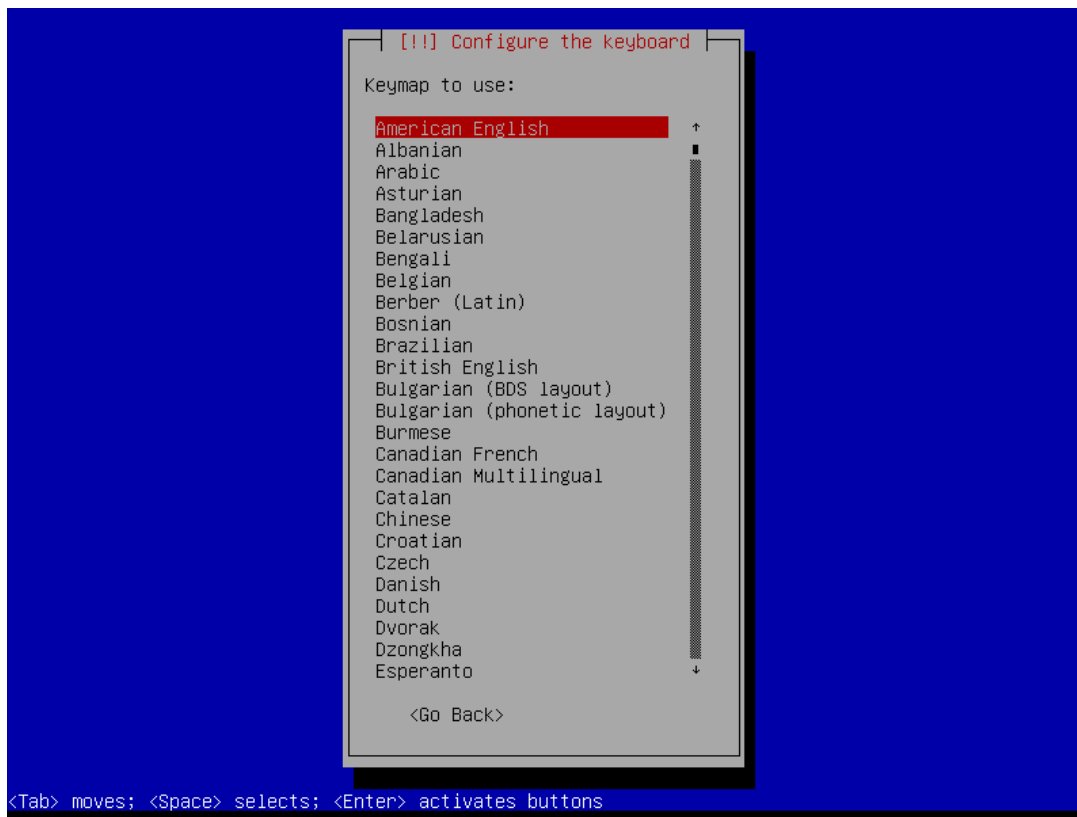 [!!] Configure the keyboard
Keymap to use:
American English
Albanian
Arabic
Asturian
Bangladesh
Belarusian
Bengali
Belgian
Berber (Latin)
Bosnian
Brazilian
British English
Bulgarian (BDS layout)
Bulgarian (phonetic layout)
Burmese
Canadian French
Canadian Multilingual
Catalan
Chinese
Croatian
Czech
Danish
Dutch
Dvorak
Dzongkha
Esperanto
<Go Back>
<Tab> moves; <Space> selects; <Enter> activates buttons